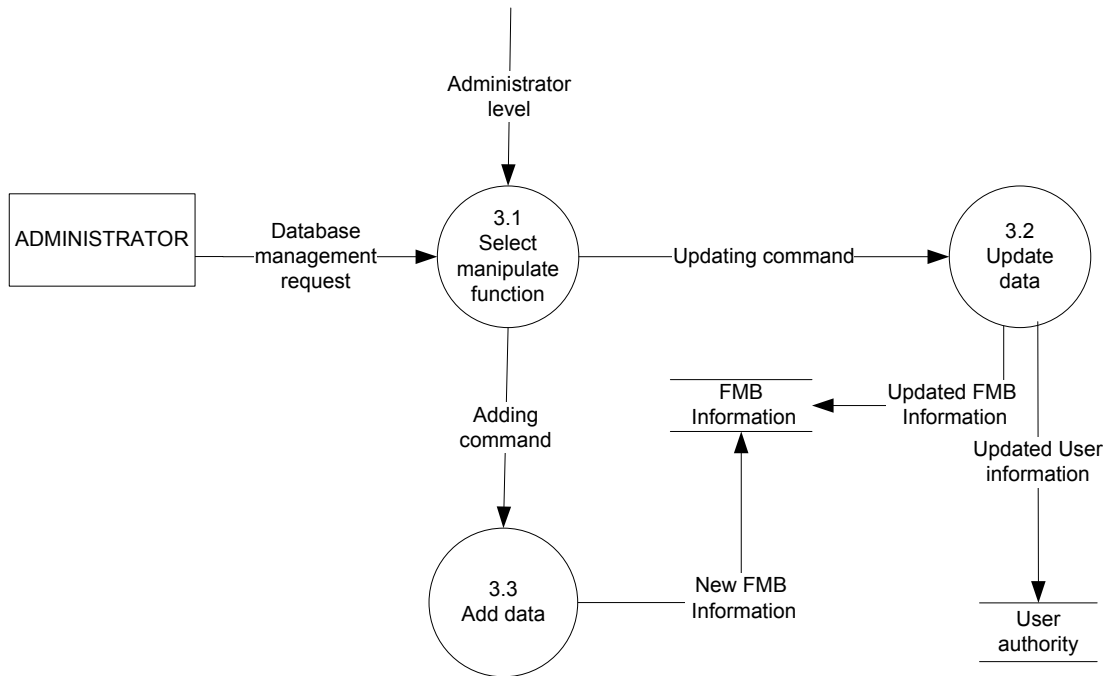 Administrator
level
ADMINISTRATOR
Database
management
request
3.1
Select
manipulate
function
Updating command
3.2
Update
data
FMB
Information
Updated FMB
Information
Adding
command
Updated User
information
3.3
Add data
New FMB
Information
User
authority